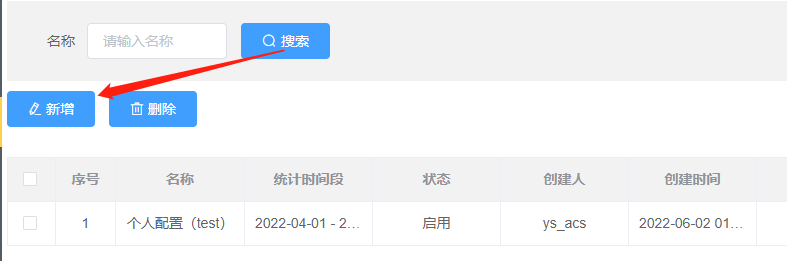 名称 请输入名称 搜索
新增 删除
序号 名称 统计时间段 状态 创建人 创建时间
1 个人配置（test） 2022-04-01 - 2... 启用 ys_acs 2022-06-02 01...